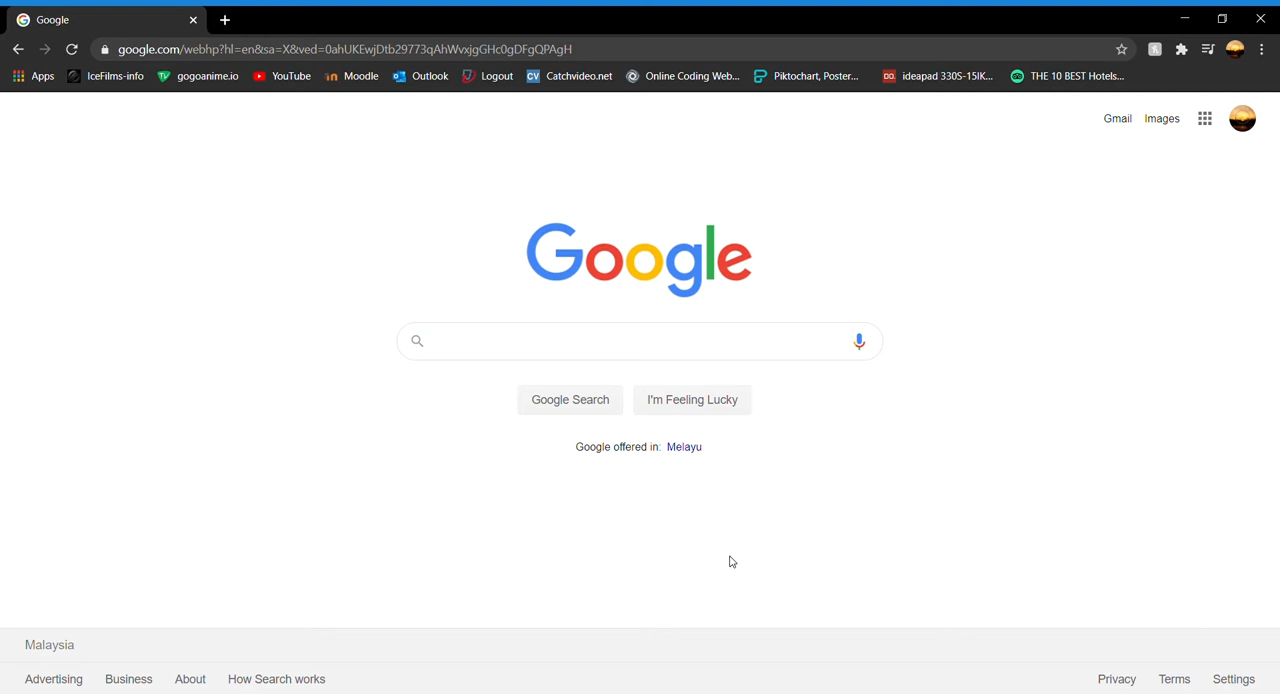 Google
google.com/webhp?hl=en&sa=X&ved=0ahUKEwjDtb29773qAhWvxjgGHc0gDFgQPAgH
Apps IceFilms-info gogoanime.io YouTube Moodle Outlook Logout CV Catchvideo.net Online Coding Web... Piktochart, Poster... DO. ideapad 330S-15IK... THE 10 BEST Hotels...
Gmail Images
Google
Google Search I'm Feeling Lucky
Google offered in: Melayu
Malaysia
Advertising Business About How Search works Privacy Terms Settings